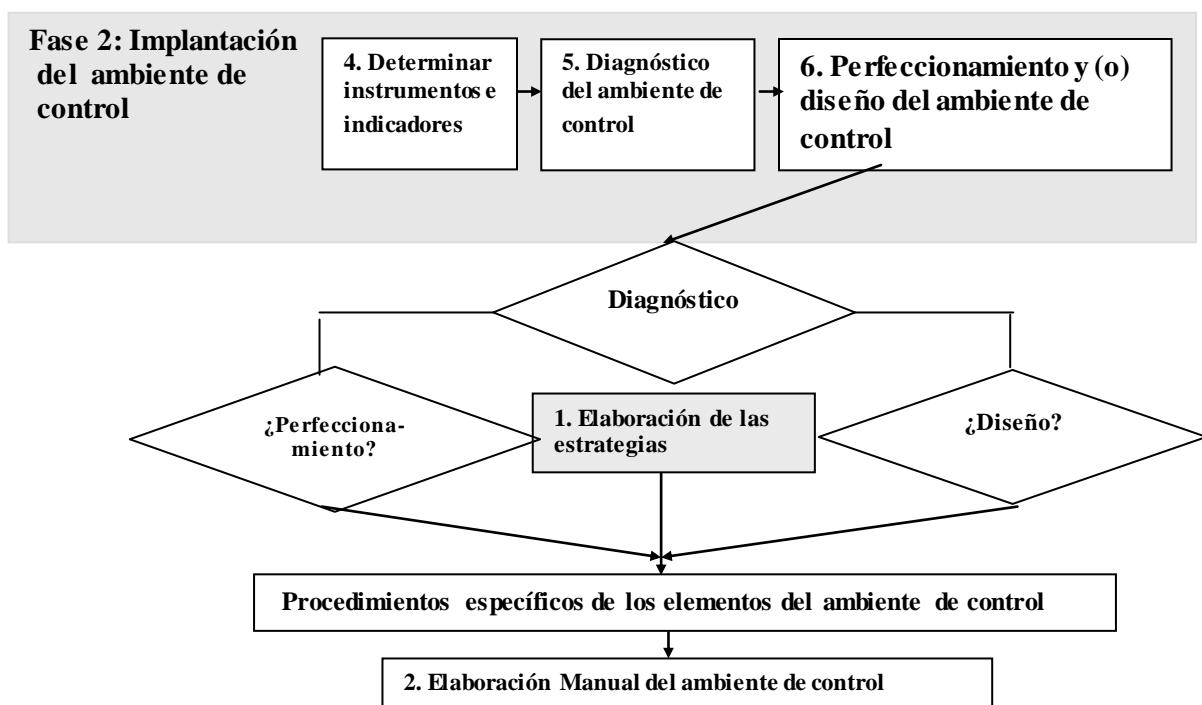 Fase 2: Implantación
del ambiente de
control
4. Determinar
instrumentos e
indicadores
5. Diagnóstico
del ambiente de
control
6. Perfeccionamiento y (o)
diseño del ambiente de
control
Diagnóstico
¿Perfecciona-
miento?
1. Elaboración de las
estrategias
¿Diseño?
Procedimientos específicos de los elementos del ambiente de control
2. Elaboración Manual del ambiente de control